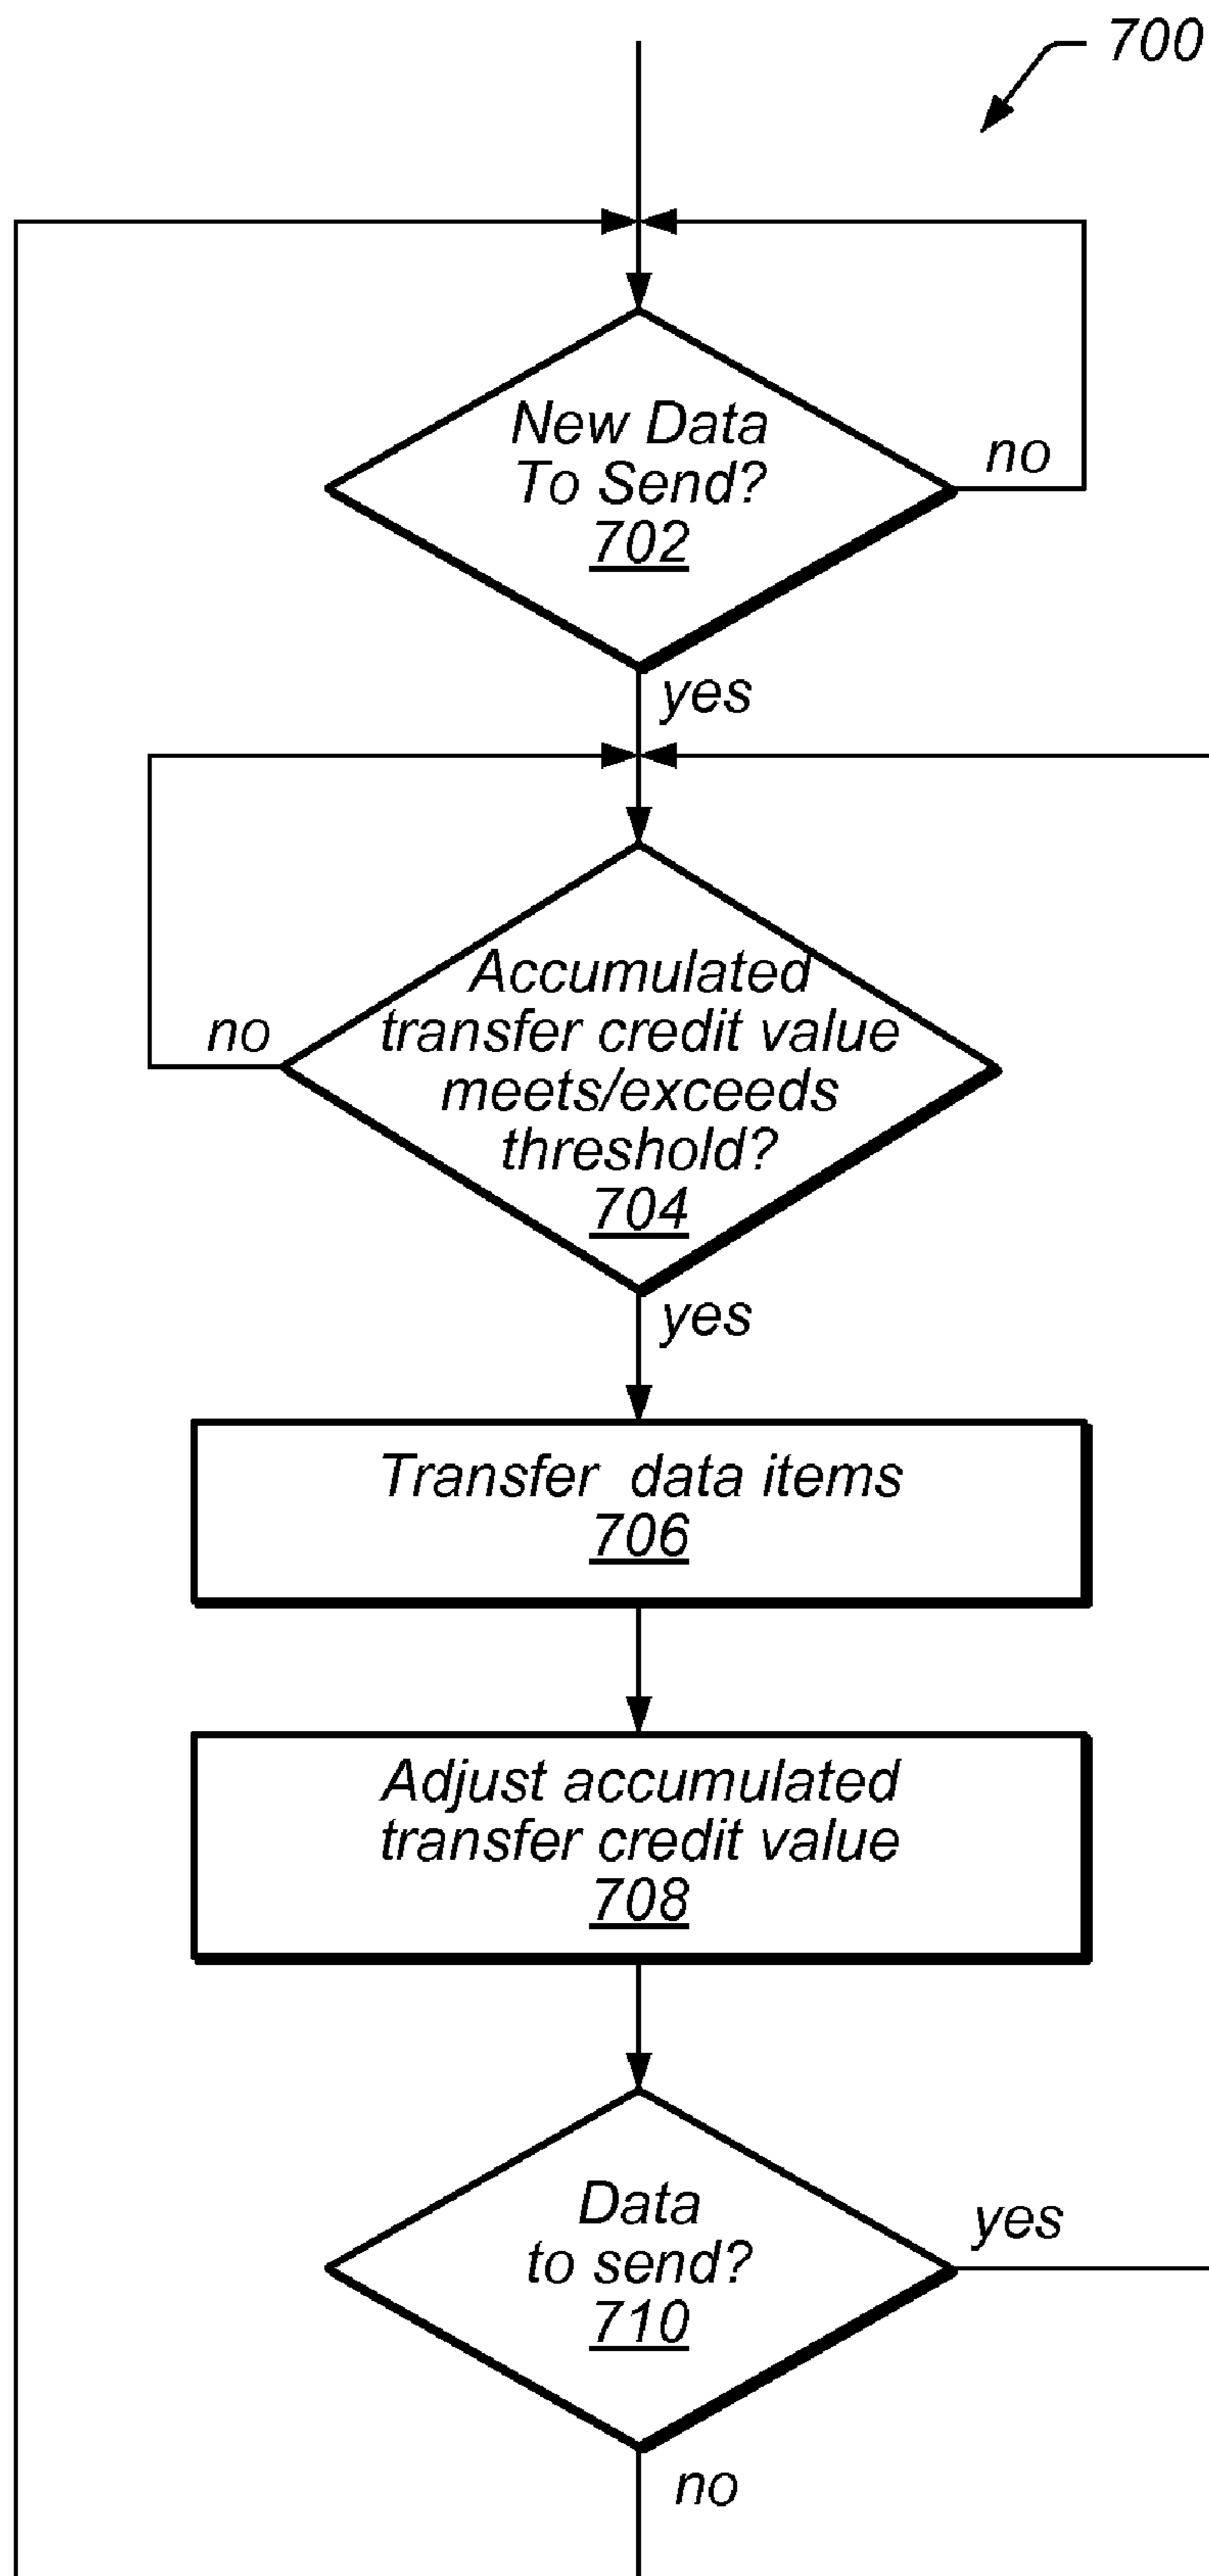 700
New Data
To Send?
702
no
yes
Accumulated
transfer credit value
meets/exceeds
threshold?
704
no
yes
Transfer data items
706
Adjust accumulated
transfer credit value
708
Data
to send?
710
yes
no